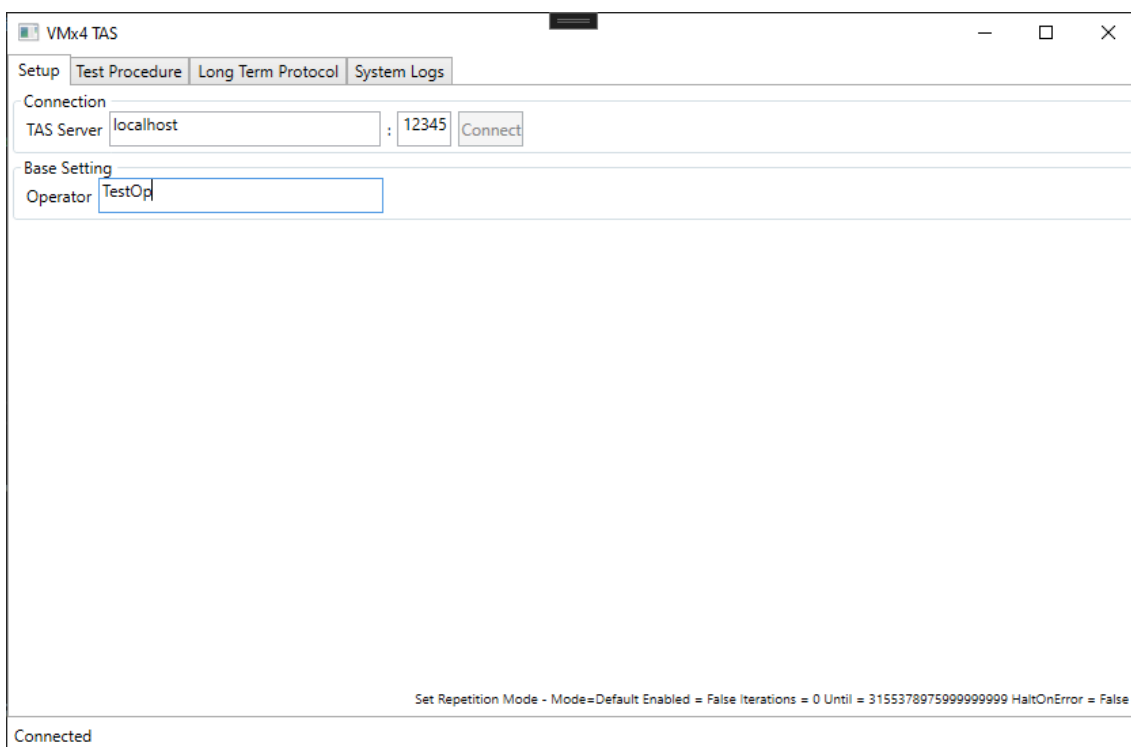 VMx4 TAS
Setup Test Procedure Long Term Protocol System Logs
Connection
TAS Server localhost : 12345 Connect
Base Setting
Operator TestOp
Set Repetition Mode - Mode=Default Enabled = False Iterations = 0 Until = 3155378975999999999 HaltOnError = False
Connected